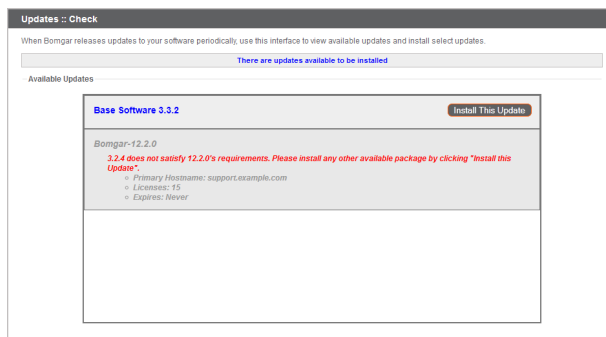 Updates :: Check
When Bomgar releases updates to your software periodically, use this interface to view available updates and install select updates.
There are updates available to be installed
Available Updates
Base Software 3.3.2
Install This Update
Bomgar-12.2.0
3.2.4 does not satisfy 12.2.0's requirements. Please install any other available package by clicking "Install this
Update".
Primary Hostname: support.example.com
Licenses: 15
Expires: Never